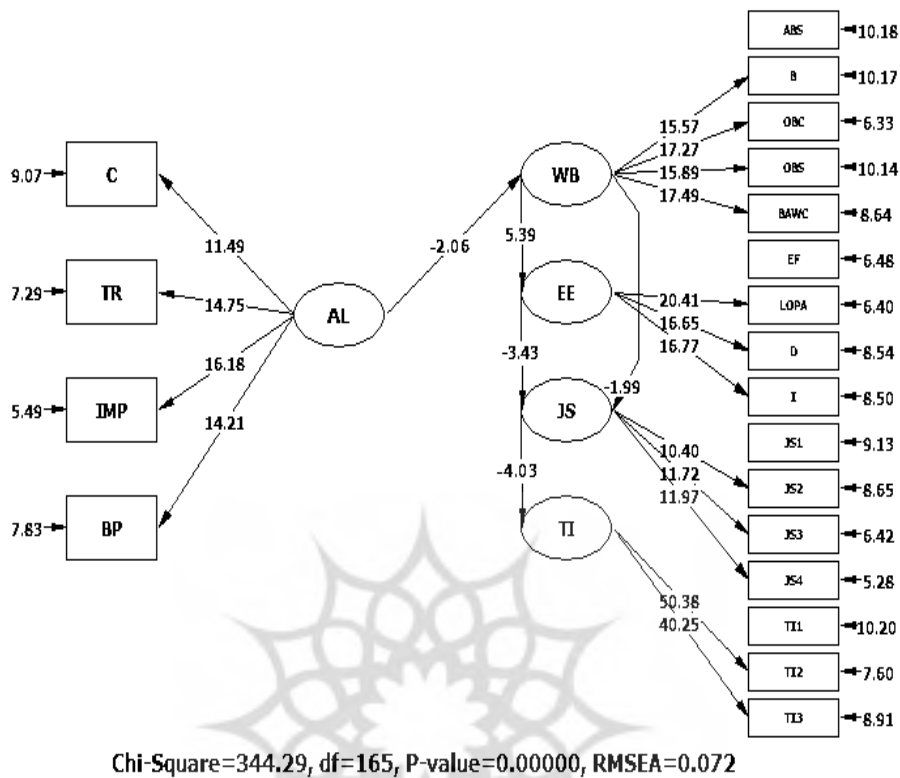 ABS
10.18
B
10.17
15.57
OBC
6.33
17.27
9.07
C
WB
15.89
OBS
10.14
17.49
BAWC
8.64
11.49
-2.06
5.39
EF
6.48
7.29
TR
14.75
AL
EE
20.41
LOPA
6.40
16.65
D
8.54
16.77
16.18
-3.43
-1.99
I
8.50
5.49
IMP
JS
14.21
10.40
JS1
9.13
11.72
-4.03
11.97
JS2
8.65
7.83
BP
TI
JS3
6.42
JS4
5.28
50.38
40.25
TI1
10.20
TI2
7.60
TI3
8.91
Chi-Square=344.29, df=165, P-value=0.00000, RMSEA=0.072